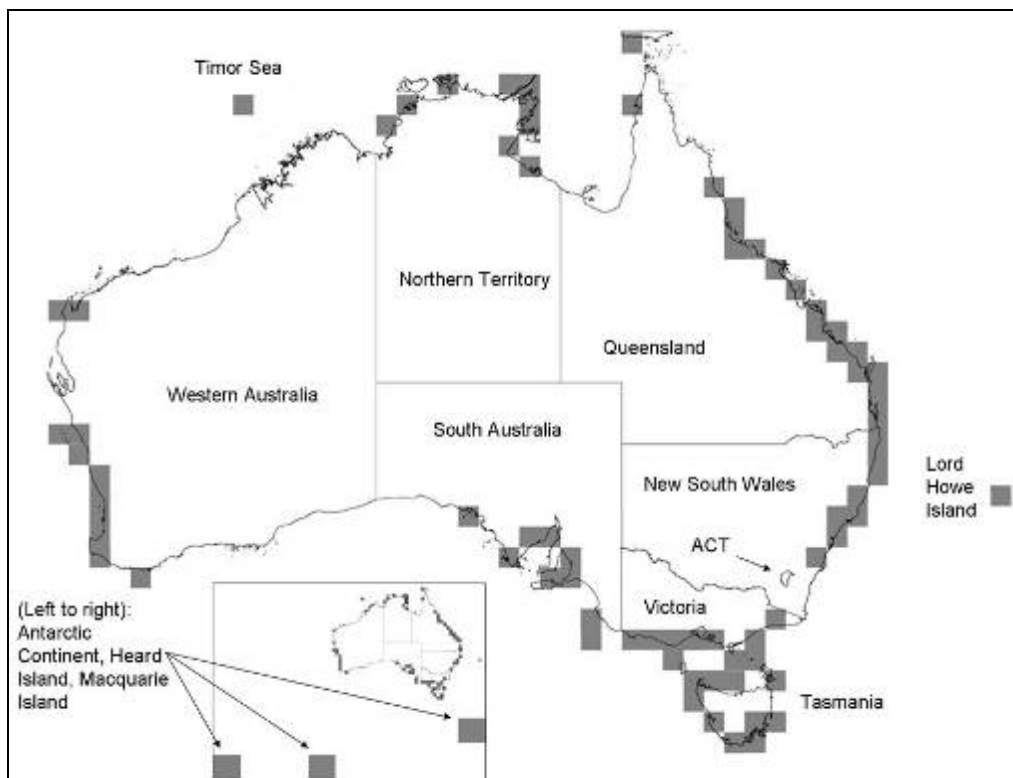 Timor Sea
Northern Territory
Queensland
Western Australia
South Australia
New South Wales
Lord
Howe
Island
ACT
Victoria
(Left to right):
Antarctic
Continent, Heard
Island, Macquarie
Island
Tasmania